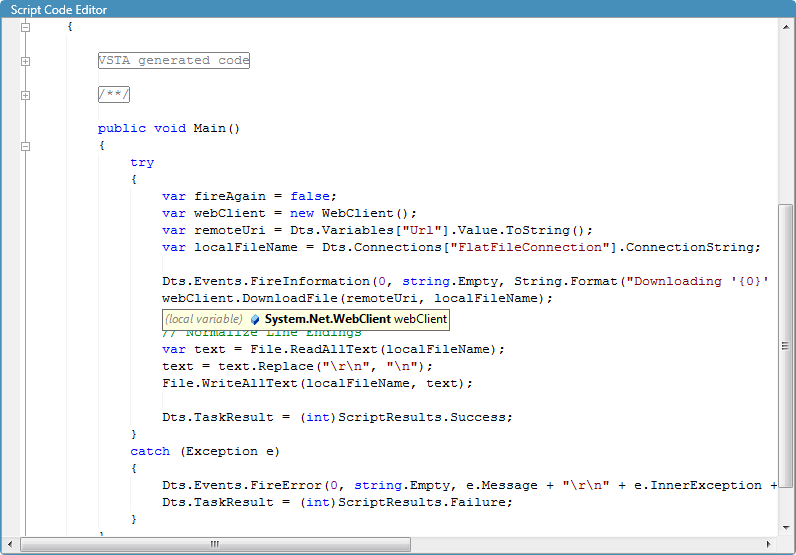 Script Code Editor
{
VSTA generated code
/**/
public void Main()
{
try
{
var fireAgain = false;
var webClient = new WebClient();
var remoteUri = Dts.Variables["Url"].Value.ToString();
var localFileName = Dts.Connections["FlatFileConnection"].ConnectionString;
Dts.Events.FireInformation(0, string.Empty, String.Format("Downloading '{0}'
webClient.DownloadFile(remoteUri, localFileName);
(local variable) System.Net.WebClient webClient
// Normalize Line Endings
var text = File.ReadAllText(localFileName);
text = text.Replace("\r\n", "\n");
File.WriteAllText(localFileName, text);
Dts.TaskResult = (int)ScriptResults.Success;
}
catch (Exception e)
{
Dts.Events.FireError(0, string.Empty, e.Message + "\r\n" + e.InnerException +
Dts.TaskResult = (int)ScriptResults.Failure;
}
}